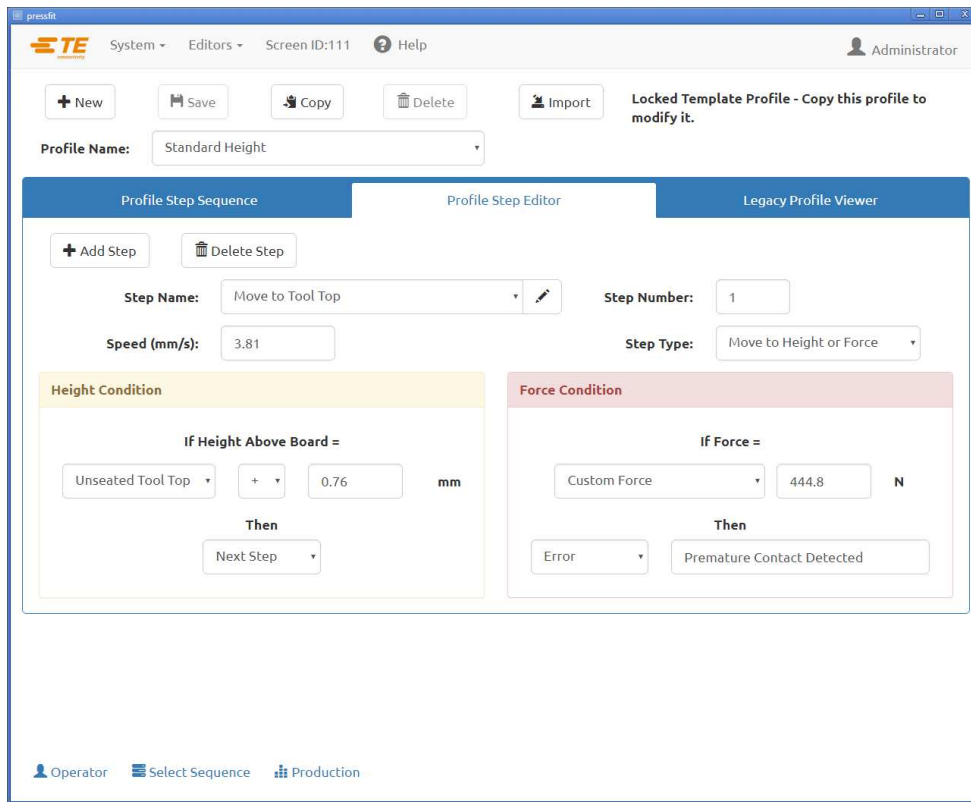 pressfit
TE
connectivity
System Editors Screen ID:111 Help Administrator
New Save Copy Delete Import Locked Template Profile - Copy this profile to
modify it.
Profile Name: Standard Height
Profile Step Sequence Profile Step Editor Legacy Profile Viewer
Add Step Delete Step
Step Name: Move to Tool Top Step Number: 1
Speed (mm/s): 3.81 Step Type: Move to Height or Force
Height Condition Force Condition
If Height Above Board = If Force =
Unseated Tool Top + 0.76 mm Custom Force 444.8 N
Then Then
Next Step Error Premature Contact Detected
Operator Select Sequence Production